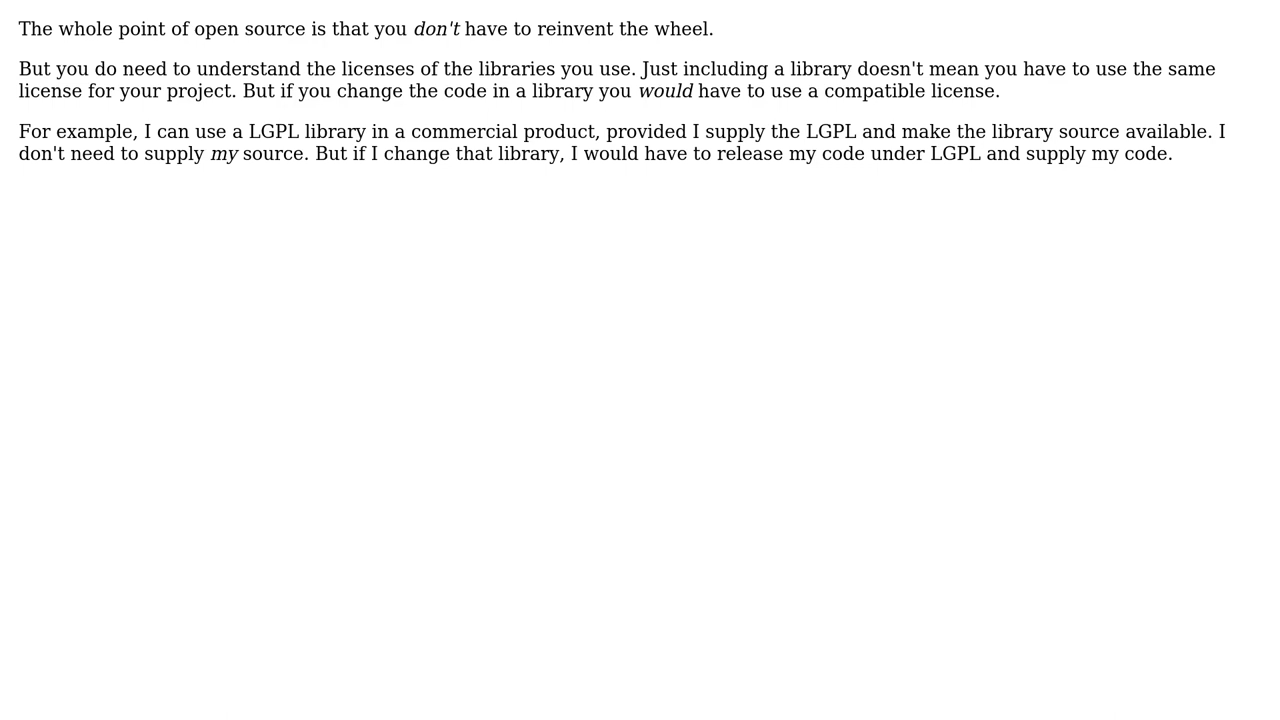 The whole point of open source is that you don't have to reinvent the wheel.
But you do need to understand the licenses of the libraries you use. Just including a library doesn't mean you have to use the same
license for your project. But if you change the code in a library you would have to use a compatible license.
For example, I can use a LGPL library in a commercial product, provided I supply the LGPL and make the library source available. I
don't need to supply my source. But if I change that library, I would have to release my code under LGPL and supply my code.